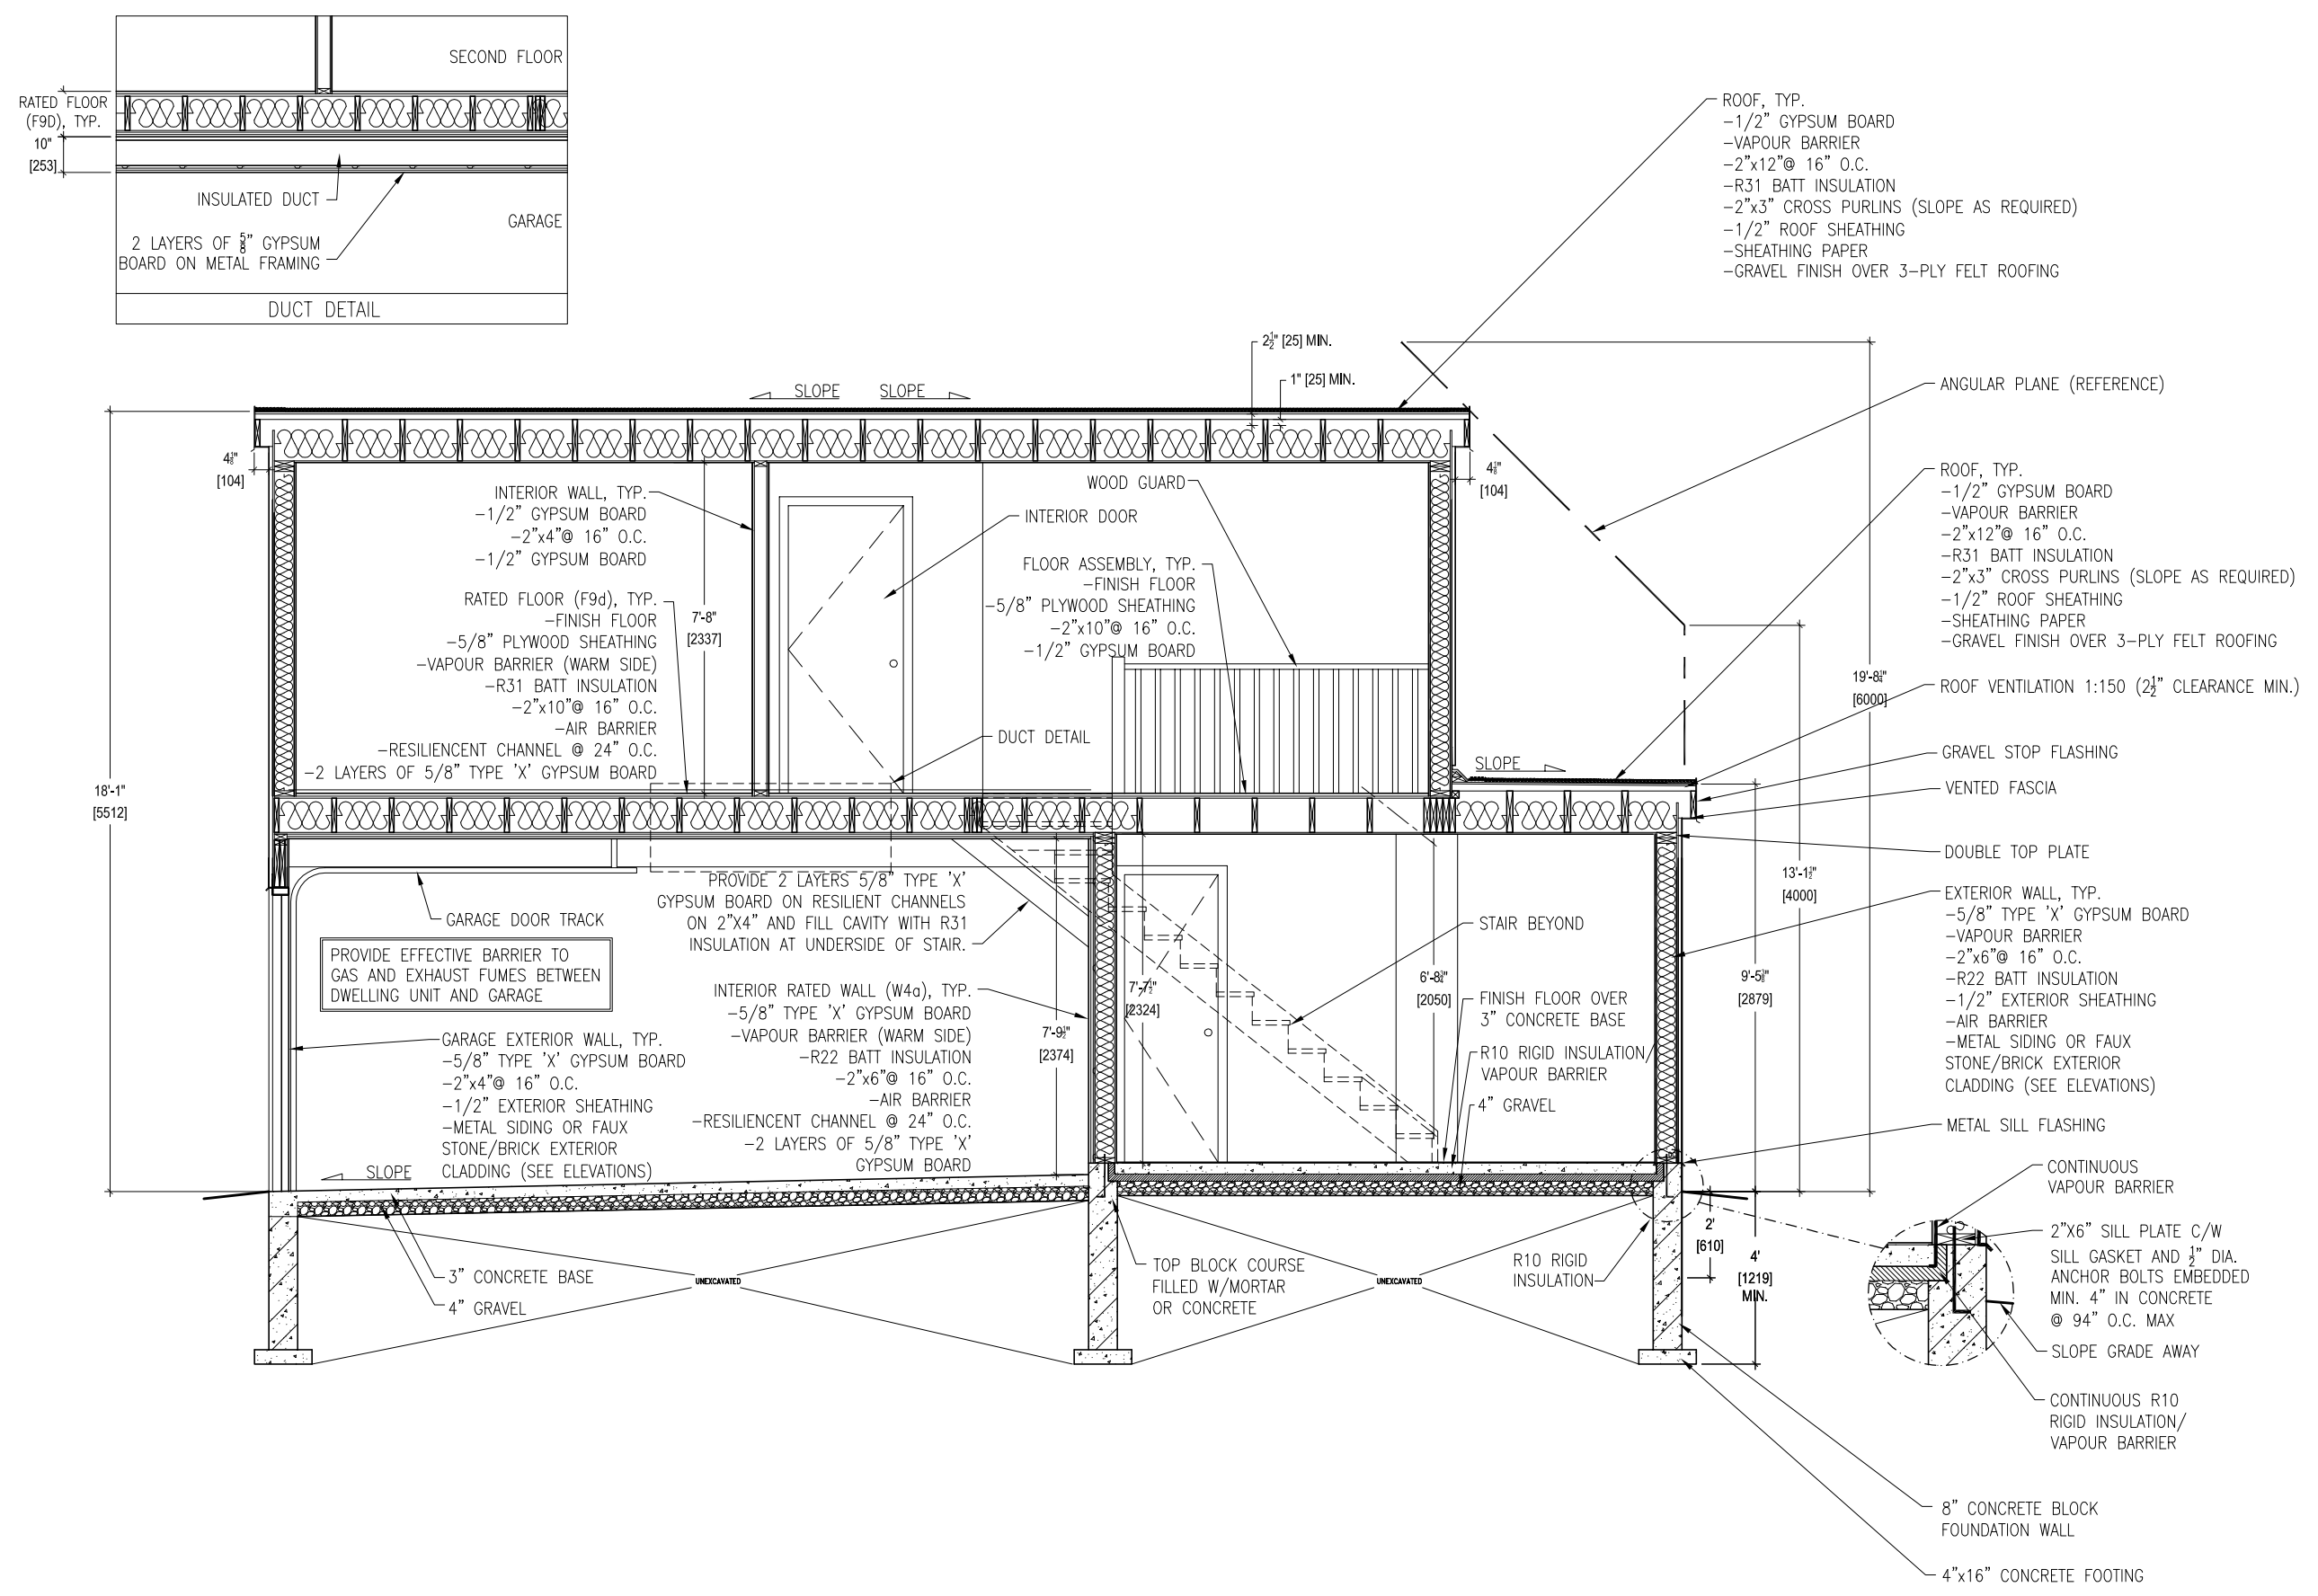 SECOND FLOOR
RATED FLOOR
(F9D), TYP.
10"
[253]
INSULATED DUCT
GARAGE
2 LAYERS OF 5/8" GYPSUM
BOARD ON METAL FRAMING
DUCT DETAIL
ROOF, TYP.
-1/2" GYPSUM BOARD
-VAPOUR BARRIER
-2"x12"@ 16" O.C.
-R31 BATT INSULATION
-2"x3" CROSS PURLINS (SLOPE AS REQUIRED)
-1/2" ROOF SHEATHING
-SHEATHING PAPER
-GRAVEL FINISH OVER 3-PLY FELT ROOFING
2½" [25] MIN.
1" [25] MIN.
SLOPE
SLOPE
ANGULAR PLANE (REFERENCE)
4⅛"
[104]
4⅛"
[104]
INTERIOR WALL, TYP.
-1/2" GYPSUM BOARD
-2"x4"@ 16" O.C.
-1/2" GYPSUM BOARD
WOOD GUARD
INTERIOR DOOR
FLOOR ASSEMBLY, TYP.
-FINISH FLOOR
-5/8" PLYWOOD SHEATHING
-2"x10"@ 16" O.C.
-1/2" GYPSUM BOARD
RATED FLOOR (F9d), TYP.
-FINISH FLOOR
-5/8" PLYWOOD SHEATHING
-VAPOUR BARRIER (WARM SIDE)
-R31 BATT INSULATION
-2"x10"@ 16" O.C.
-AIR BARRIER
-RESILIENCENT CHANNEL @ 24" O.C.
-2 LAYERS OF 5/8" TYPE 'X' GYPSUM BOARD
7'-8"
[2337]
DUCT DETAIL
ROOF, TYP.
-1/2" GYPSUM BOARD
-VAPOUR BARRIER
-2"x12"@ 16" O.C.
-R31 BATT INSULATION
-2"x3" CROSS PURLINS (SLOPE AS REQUIRED)
-1/2" ROOF SHEATHING
-SHEATHING PAPER
-GRAVEL FINISH OVER 3-PLY FELT ROOFING
[6000]
ROOF VENTILATION 1:150 (2½" CLEARANCE MIN.)
SLOPE
GRAVEL STOP FLASHING
VENTED FASCIA
18'-1"
[5512]
DOUBLE TOP PLATE
[4000]
GARAGE DOOR TRACK
PROVIDE 2 LAYERS 5/8" TYPE 'X'
GYPSUM BOARD ON RESILIENT CHANNELS
ON 2"X4" AND FILL CAVITY WITH R31
INSULATION AT UNDERSIDE OF STAIR.
STAIR BEYOND
PROVIDE EFFECTIVE BARRIER TO
GAS AND EXHAUST FUMES BETWEEN
DWELLING UNIT AND GARAGE
EXTERIOR WALL, TYP.
-5/8" TYPE 'X' GYPSUM BOARD
-VAPOUR BARRIER
-2"x6"@ 16" O.C.
-R22 BATT INSULATION
-1/2" EXTERIOR SHEATHING
-AIR BARRIER
-METAL SIDING OR FAUX
STONE/BRICK EXTERIOR
CLADDING (SEE ELEVATIONS)
INTERIOR RATED WALL (W4a), TYP.
-5/8" TYPE 'X' GYPSUM BOARD
-VAPOUR BARRIER (WARM SIDE)
-R22 BATT INSULATION
-2"x6"@ 16" O.C.
-AIR BARRIER
-RESILIENCENT CHANNEL @ 24" O.C.
-2 LAYERS OF 5/8" TYPE 'X'
GYPSUM BOARD
7'-9½"
[2374]
7'-7½"
[2324]
[2050]
[2879]
FINISH FLOOR OVER
3" CONCRETE BASE
R10 RIGID INSULATION/
VAPOUR BARRIER
4" GRAVEL
GARAGE EXTERIOR WALL, TYP.
-5/8" TYPE 'X' GYPSUM BOARD
-2"x4"@ 16" O.C.
-1/2" EXTERIOR SHEATHING
-METAL SIDING OR FAUX
STONE/BRICK EXTERIOR
CLADDING (SEE ELEVATIONS)
SLOPE
METAL SILL FLASHING
CONTINUOUS
VAPOUR BARRIER
2'
[610]
4'
[1219]
MIN.
2"X6" SILL PLATE C/W
SILL GASKET AND ½" DIA.
ANCHOR BOLTS EMBEDDED
MIN. 4" IN CONCRETE
@ 94" O.C. MAX
SLOPE GRADE AWAY
CONTINUOUS R10
RIGID INSULATION/
VAPOUR BARRIER
3" CONCRETE BASE
4" GRAVEL
UNEXCAVATED
TOP BLOCK COURSE
FILLED W/MORTAR
OR CONCRETE
UNEXCAVATED
R10 RIGID
INSULATION
8" CONCRETE BLOCK
FOUNDATION WALL
4"x16" CONCRETE FOOTING